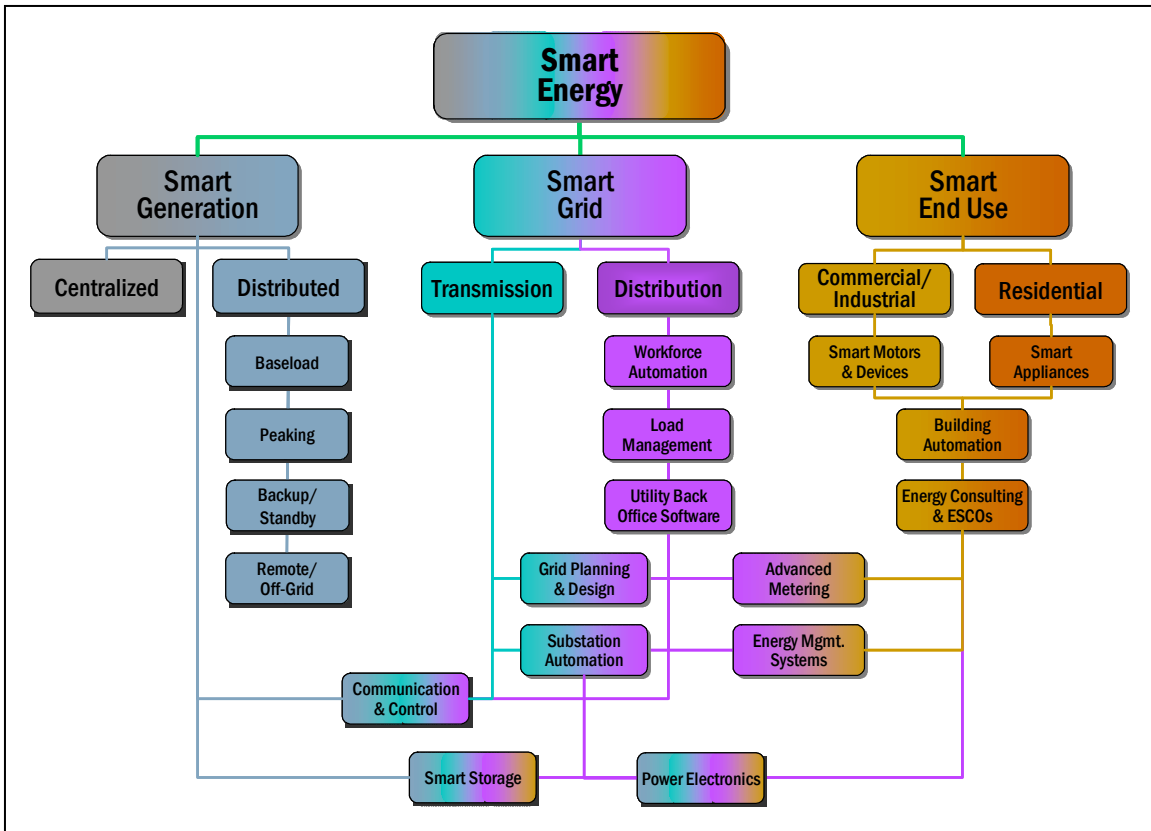 Smart
Energy
Smart
Generation
Smart
Grid
Smart
End Use
Centralized
Distributed
Transmission
Distribution
Commercial/
Industrial
Residential
Baseload
Workforce
Automation
Smart Motors
& Devices
Smart
Appliances
Peaking
Load
Management
Building
Automation
Backup/
Standby
Utility Back
Office Software
Energy Consulting
& ESCOs
Remote/
Off-Grid
Grid Planning
& Design
Advanced
Metering
Substation
Automation
Energy Mgmt.
Systems
Communication
& Control
Smart Storage
Power Electronics